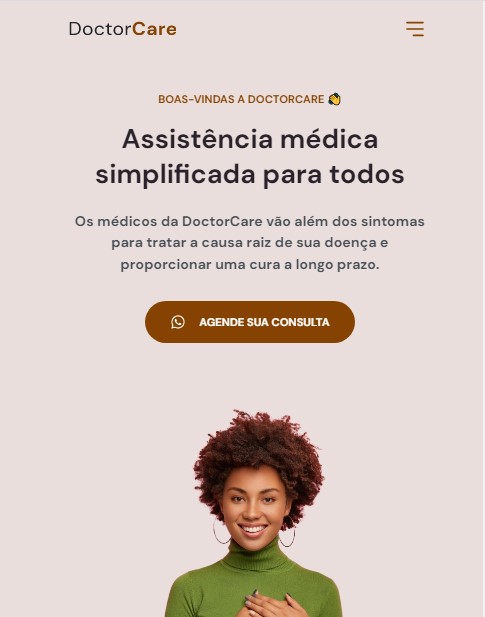 DoctorCare
BOAS-VINDAS A DOCTORCARE 👏
Assistência médica
simplificada para todos
Os médicos da DoctorCare vão além dos sintomas
para tratar a causa raiz de sua doença e
proporcionar uma cura a longo prazo.
AGENDE SUA CONSULTA